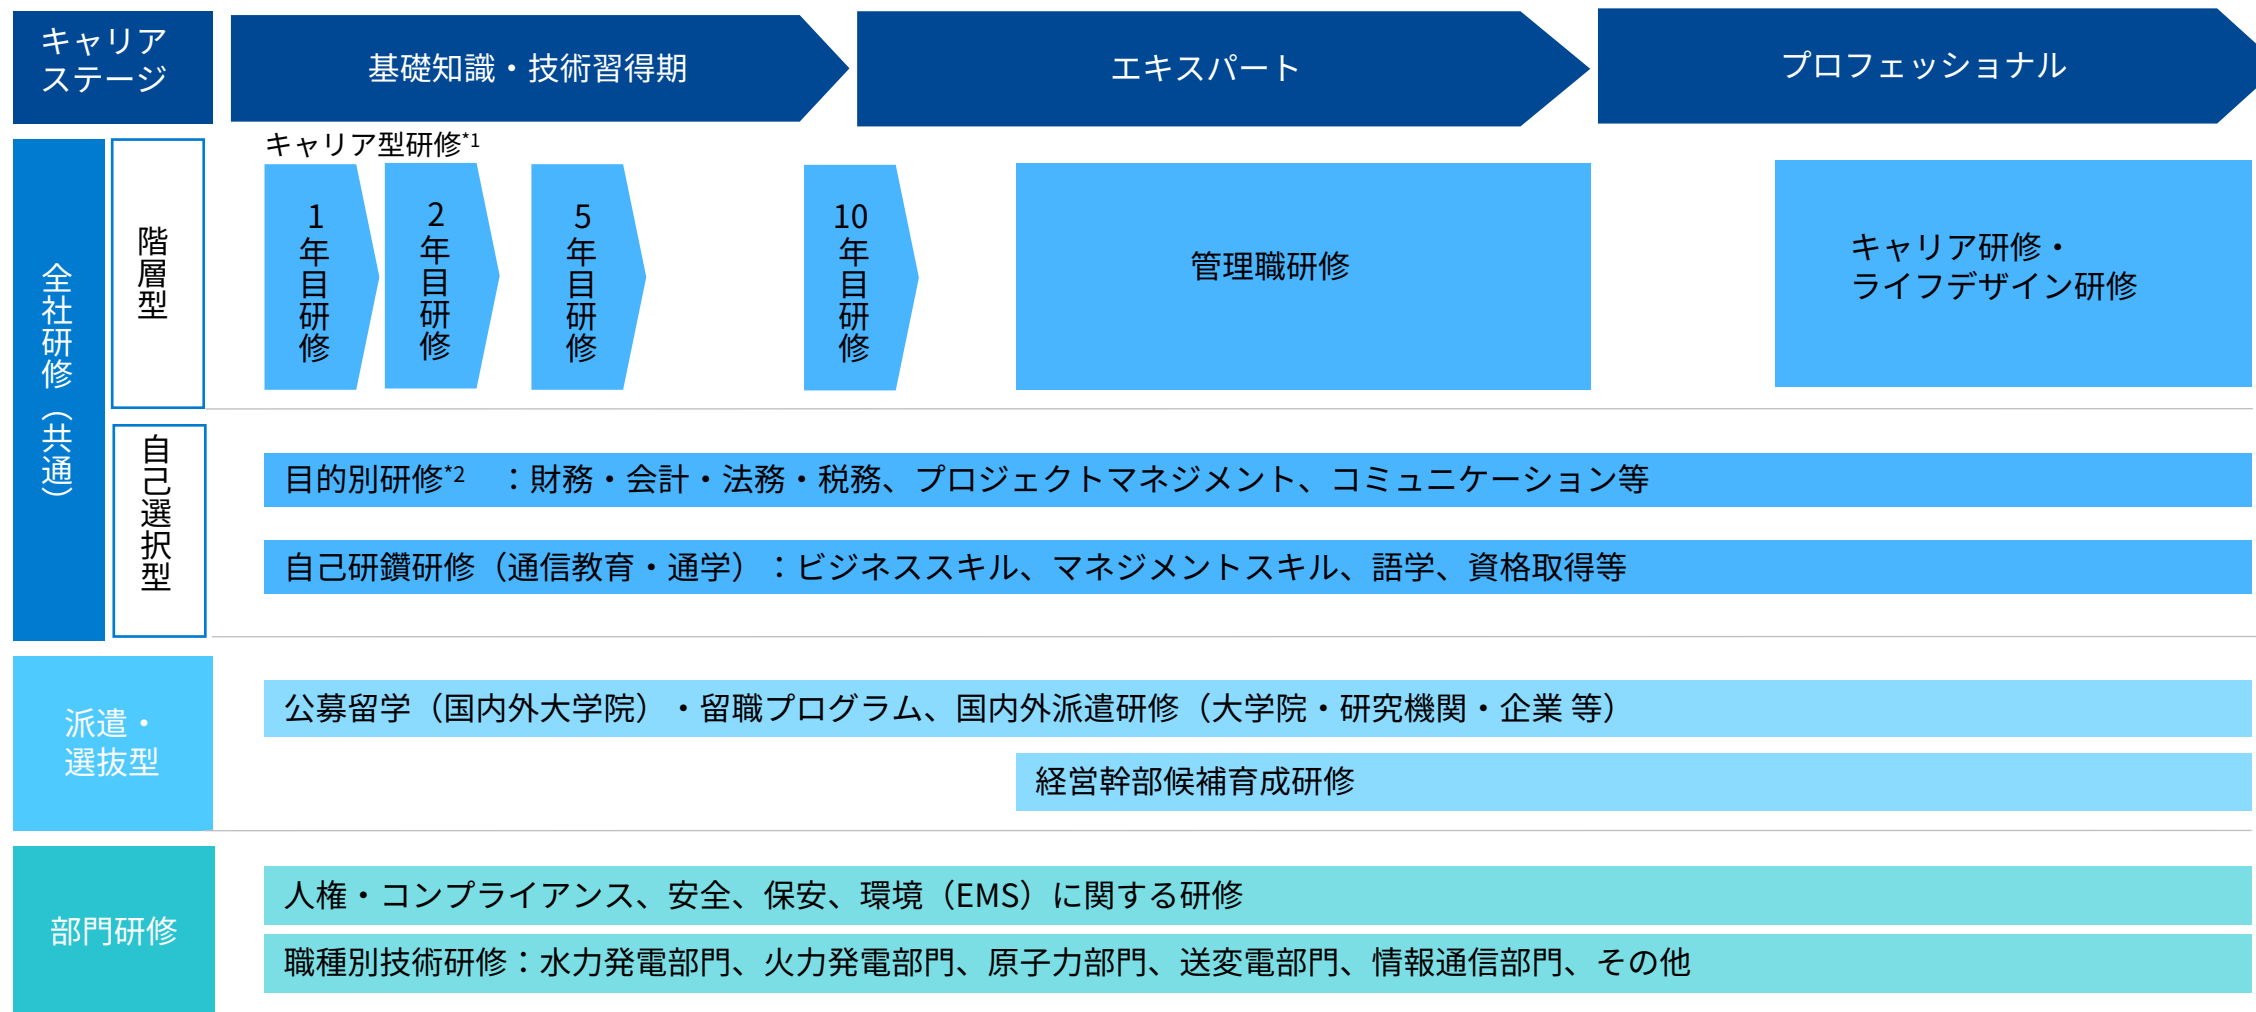 キャリア
ステージ
基礎知識・技術習得期
エキスパート
プロフェッショナル
全社研修（共通）
階層型
キャリア型研修*1
1年目研修
2年目研修
5年目研修
10年目研修
管理職研修
キャリア研修・
ライフデザイン研修
自己選択型
目的別研修*2　：財務・会計・法務・税務、プロジェクトマネジメント、コミュニケーション等
自己研鑽研修（通信教育・通学）：ビジネススキル、マネジメントスキル、語学、資格取得等
派遣・
選抜型
公募留学（国内外大学院）・留職プログラム、国内外派遣研修（大学院・研究機関・企業 等）
経営幹部候補育成研修
部門研修
人権・コンプライアンス、安全、保安、環境（EMS）に関する研修
職種別技術研修：水力発電部門、火力発電部門、原子力部門、送変電部門、情報通信部門、その他